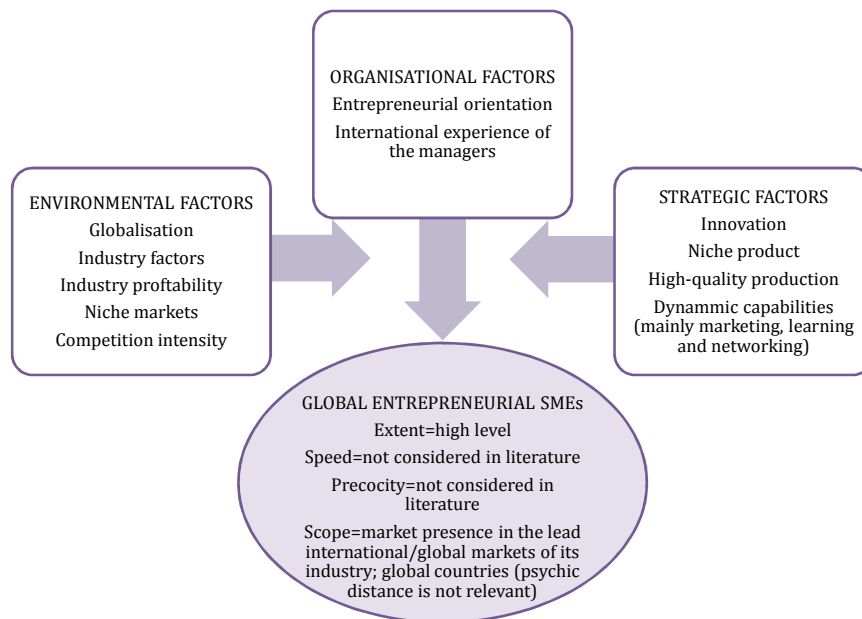 ORGANISATIONAL FACTORS
Entrepreneurial orientation
International experience of
the managers
ENVIRONMENTAL FACTORS
Globalisation
Industry factors
Industry proftability
Niche markets
Competition intensity
STRATEGIC FACTORS
Innovation
Niche product
High-quality production
Dynammic capabilities
(mainly marketing, learning
and networking)
GLOBAL ENTREPRENEURIAL SMEs
Extent=high level
Speed=not considered in literature
Precocity=not considered in
literature
Scope=market presence in the lead
international/global markets of its
industry; global countries (psychic
distance is not relevant)